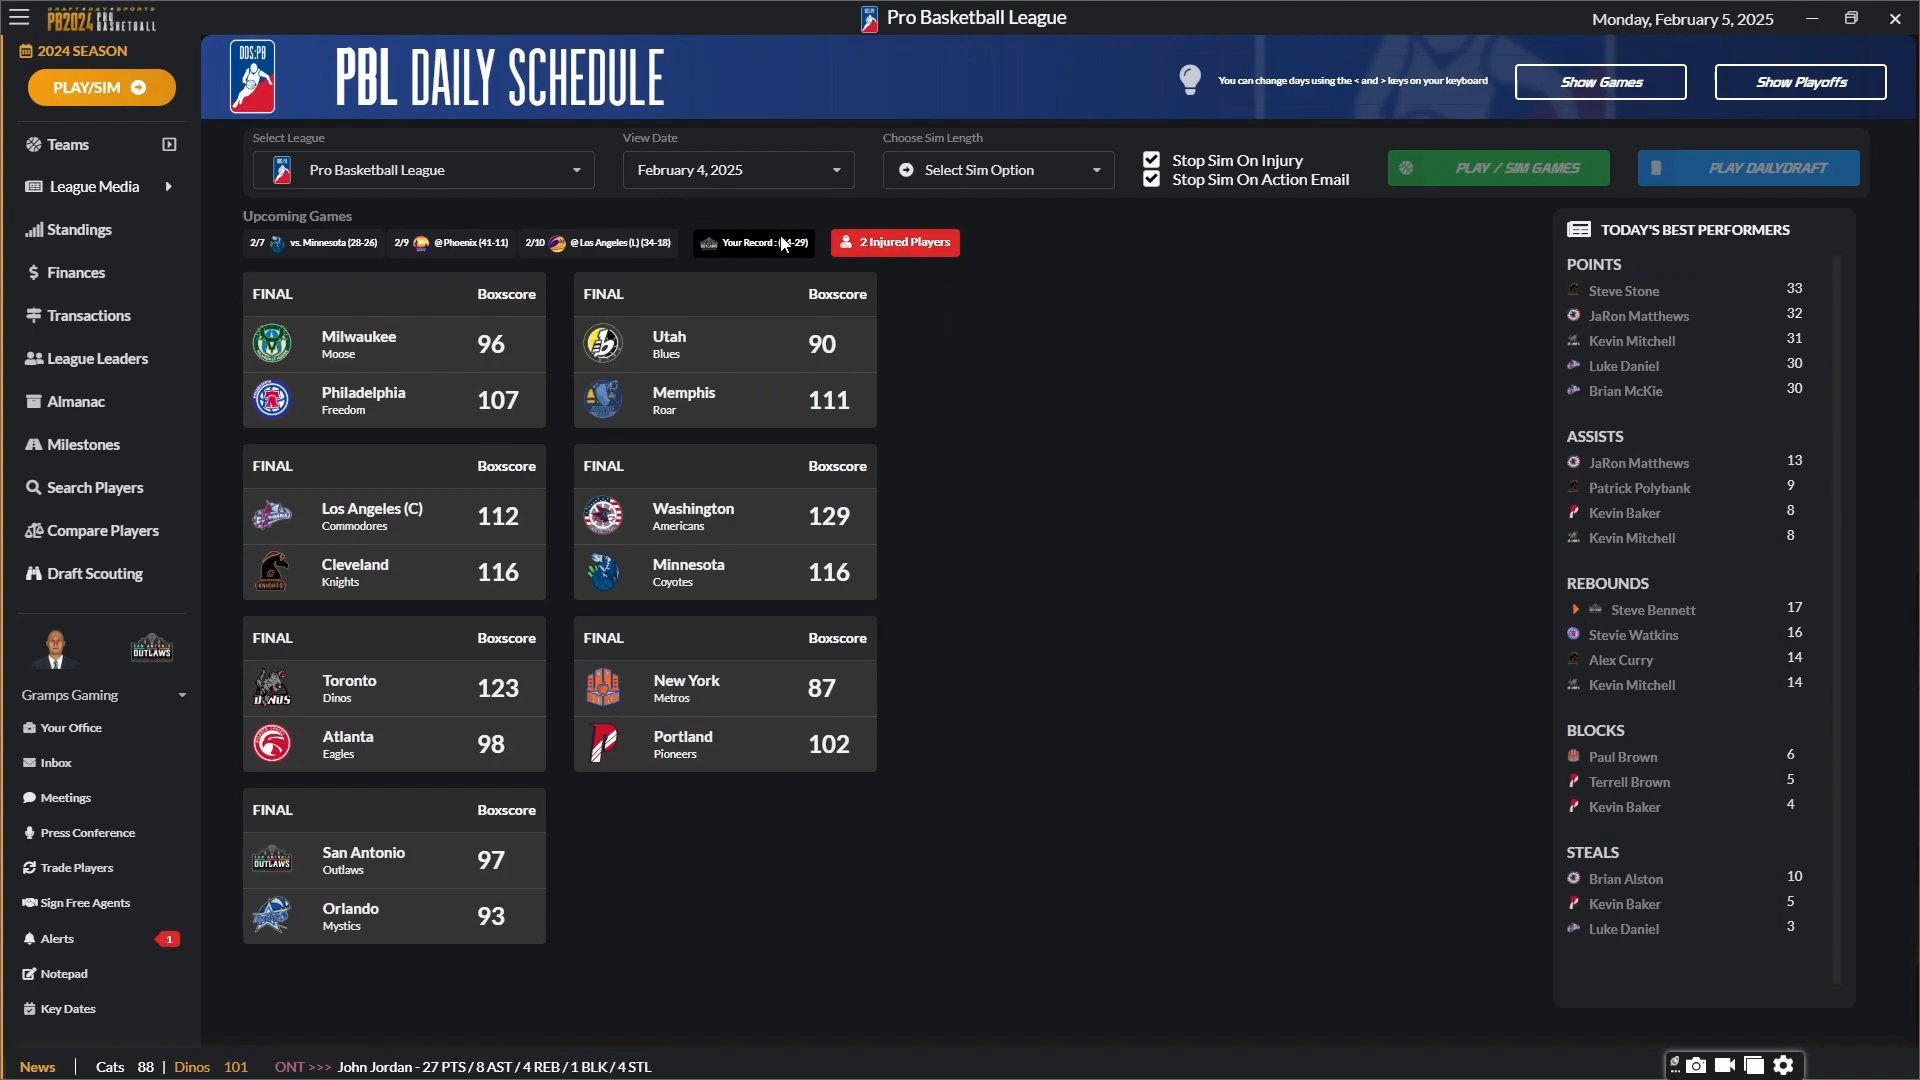 DRAFT DAY SPORTS
PB2024 PRO BASKETBALL
Pro Basketball League
Monday, February 5, 2025
2024 SEASON
PLAY/SIM
DDS:PB
PBL DAILY SCHEDULE
You can change days using the < and > keys on your keyboard
Show Games
Show Playoffs
Teams
League Media
Standings
Finances
Transactions
League Leaders
Almanac
Milestones
Search Players
Compare Players
Draft Scouting
OUTLAWS
Gramps Gaming
Your Office
Inbox
Meetings
Press Conference
Trade Players
Sign Free Agents
Alerts 1
Notepad
Key Dates
Select League
Pro Basketball League
View Date
February 4, 2025
Choose Sim Length
Select Sim Option
Stop Sim On Injury
Stop Sim On Action Email
PLAY / SIM GAMES
PLAY DAILYDRAFT
Upcoming Games
2/7 vs. Minnesota (28-26)
2/9 @ Phoenix (41-11)
2/10 @ Los Angeles (L) (34-18)
Your Record : 4-29)
2 Injured Players
FINAL Boxscore
Milwaukee 96
Moose
Philadelphia 107
Freedom
FINAL Boxscore
Utah 90
Blues
Memphis 111
Roar
FINAL Boxscore
Los Angeles (C) 112
Commodores
Cleveland 116
Knights
FINAL Boxscore
Washington 129
Americans
Minnesota 116
Coyotes
FINAL Boxscore
Toronto 123
Dinos
Atlanta 98
Eagles
FINAL Boxscore
New York 87
Metros
Portland 102
Pioneers
FINAL Boxscore
San Antonio 97
Outlaws
Orlando 93
Mystics
TODAY'S BEST PERFORMERS
POINTS
Steve Stone 33
JaRon Matthews 32
Kevin Mitchell 31
Luke Daniel 30
Brian McKie 30
ASSISTS
JaRon Matthews 13
Patrick Polybank 9
Kevin Baker 8
Kevin Mitchell 8
REBOUNDS
Steve Bennett 17
Stevie Watkins 16
Alex Curry 14
Kevin Mitchell 14
BLOCKS
Paul Brown 6
Terrell Brown 5
Kevin Baker 4
STEALS
Brian Alston 10
Kevin Baker 5
Luke Daniel 3
News | Cats 88 | Dinos 101 ONT >>> John Jordan - 27 PTS / 8 AST / 4 REB / 1 BLK / 4 STL